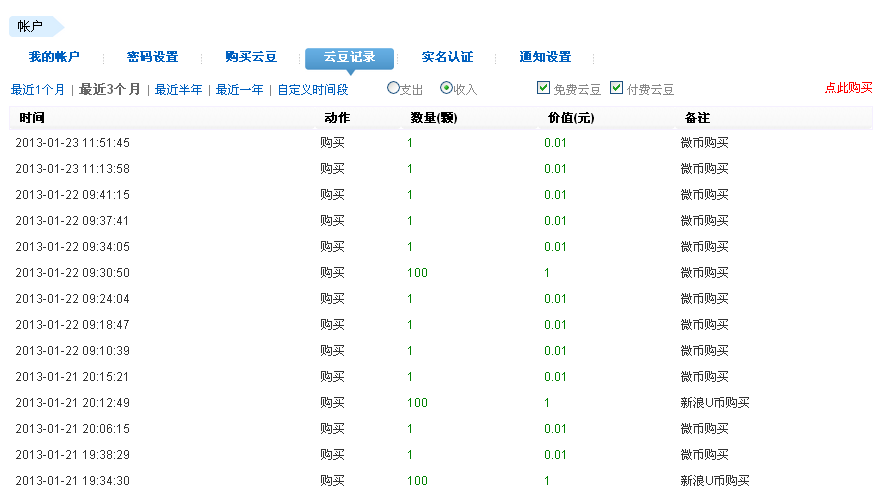 帐户
我的帐户 密码设置 购买云豆 云豆记录 实名认证 通知设置
最近1个月 | 最近3个月 | 最近半年 | 最近一年 | 自定义时间段 支出 收入 免费云豆 付费云豆 点此购买
时间 动作 数量(颗) 价值(元) 备注
2013-01-23 11:51:45 购买 1 0.01 微币购买
2013-01-23 11:13:58 购买 1 0.01 微币购买
2013-01-22 09:41:15 购买 1 0.01 微币购买
2013-01-22 09:37:41 购买 1 0.01 微币购买
2013-01-22 09:34:05 购买 1 0.01 微币购买
2013-01-22 09:30:50 购买 100 1 微币购买
2013-01-22 09:24:04 购买 1 0.01 微币购买
2013-01-22 09:18:47 购买 1 0.01 微币购买
2013-01-22 09:10:39 购买 1 0.01 微币购买
2013-01-21 20:15:21 购买 1 0.01 微币购买
2013-01-21 20:12:49 购买 100 1 新浪U币购买
2013-01-21 20:06:15 购买 1 0.01 微币购买
2013-01-21 19:38:29 购买 1 0.01 微币购买
2013-01-21 19:34:30 购买 100 1 新浪U币购买